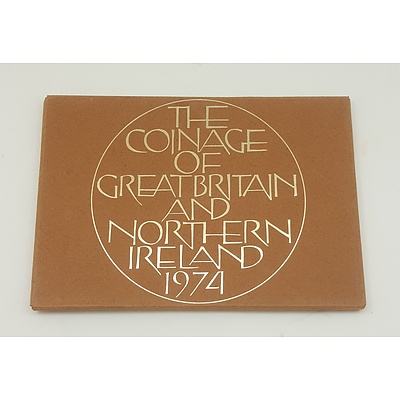 THE
COINAGE
OF
GREAT BRITAIN
AND
NORTHERN
IRELAND
1974